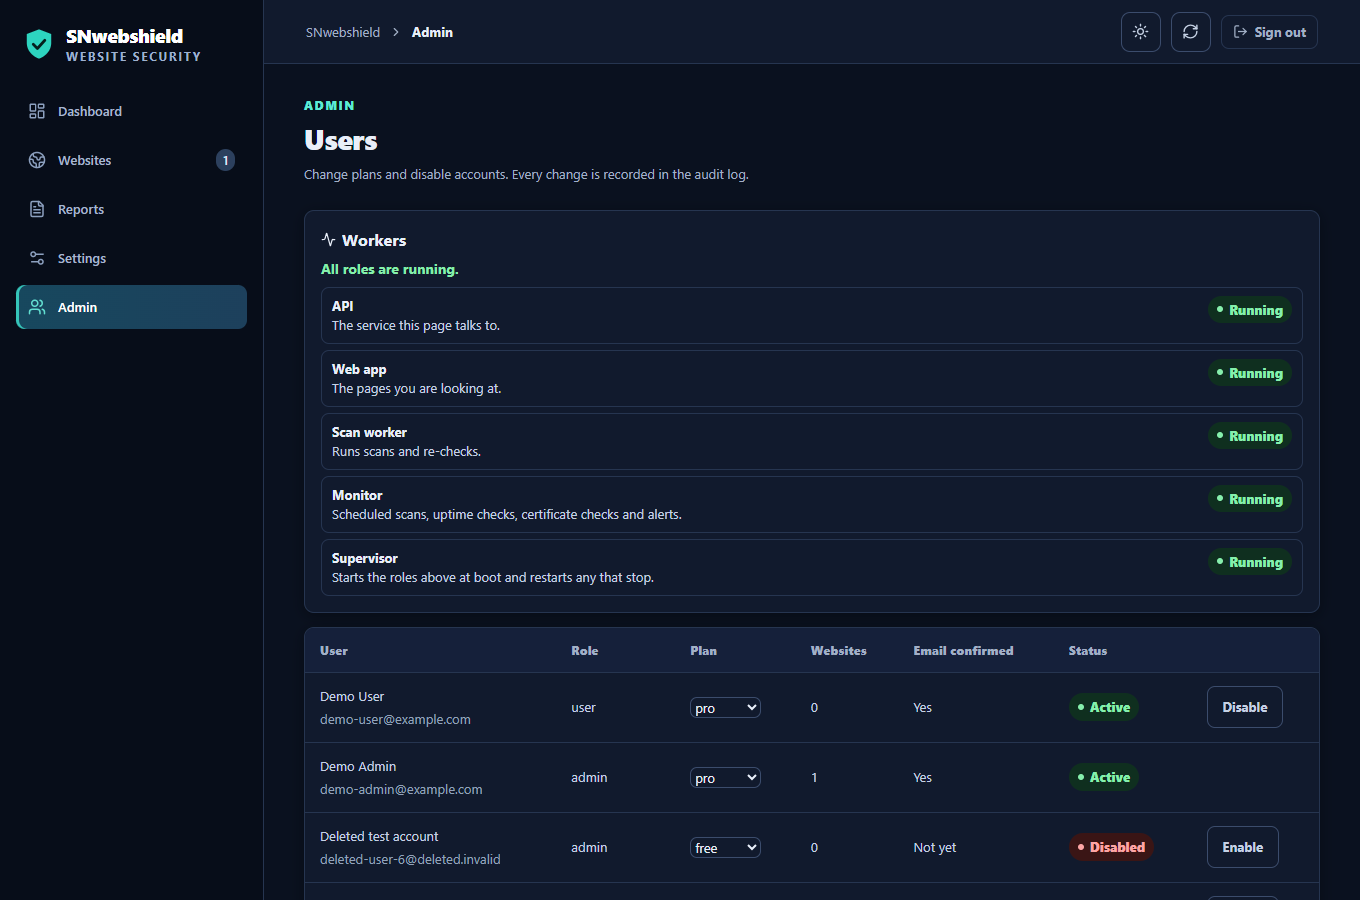 SNwebshield
WEBSITE SECURITY
Dashboard
Websites 1
Reports
Settings
Admin
SNwebshield > Admin
Sign out
ADMIN
Users
Change plans and disable accounts. Every change is recorded in the audit log.
Workers
All roles are running.
API
The service this page talks to.
Running
Web app
The pages you are looking at.
Running
Scan worker
Runs scans and re-checks.
Running
Monitor
Scheduled scans, uptime checks, certificate checks and alerts.
Running
Supervisor
Starts the roles above at boot and restarts any that stop.
Running
User Role Plan Websites Email confirmed Status
Demo User
demo-user@example.com
user pro 0 Yes Active Disable
Demo Admin
demo-admin@example.com
admin pro 1 Yes Active
Deleted test account
deleted-user-6@deleted.invalid
admin free 0 Not yet Disabled Enable